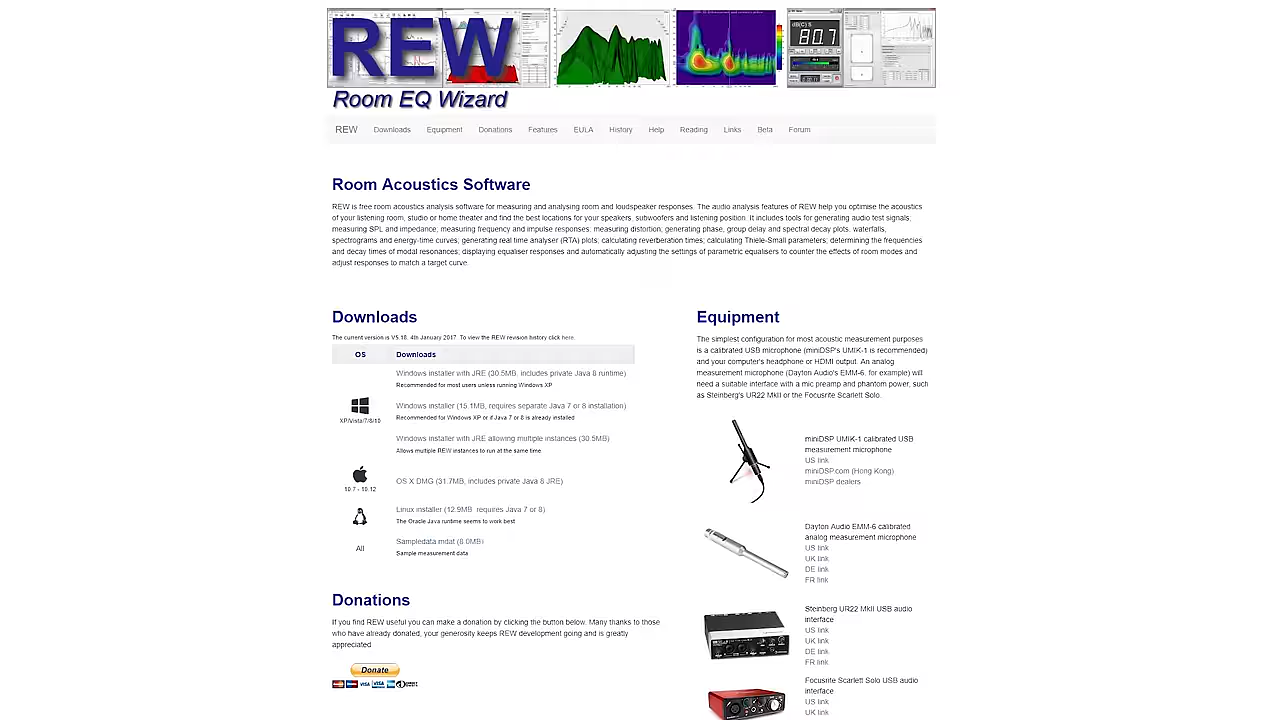 REW
dB(C) S
80.7
Room EQ Wizard
REW Downloads Equipment Donations Features EULA History Help Reading Links Beta Forum
Room Acoustics Software
REW is free room acoustics analysis software for measuring and analysing room and loudspeaker responses. The audio analysis features of REW help you optimise the acoustics
of your listening room, studio or home theater and find the best locations for your speakers, subwoofers and listening position. It includes tools for generating audio test signals;
measuring SPL and impedance; measuring frequency and impulse responses; measuring distortion; generating phase, group delay and spectral decay plots, waterfalls,
spectrograms and energy-time curves; generating real time analyser (RTA) plots; calculating reverberation times; calculating Thiele-Small parameters; determining the frequencies
and decay times of modal resonances; displaying equaliser responses and automatically adjusting the settings of parametric equalisers to counter the effects of room modes and
adjust responses to match a target curve.
Downloads
The current version is V5.18, 4th January 2017. To view the REW revision history click here.
OS Downloads
Windows installer with JRE (30.5MB, includes private Java 8 runtime)
Recommended for most users unless running Windows XP
Windows installer (15.1MB, requires separate Java 7 or 8 installation)
Recommended for Windows XP or if Java 7 or 8 is already installed
XP/Vista/7/8/10
Windows installer with JRE allowing multiple instances (30.5MB)
Allows multiple REW instances to run at the same time.
OS X DMG (31.7MB, includes private Java 8 JRE)
10.7 - 10.12
Linux installer (12.9MB requires Java 7 or 8)
The Oracle Java runtime seems to work best
Sampledata.mdat (8.0MB)
All
Sample measurement data
Donations
If you find REW useful you can make a donation by clicking the button below. Many thanks to those
who have already donated, your generosity keeps REW development going and is greatly
appreciated
Donate
VISA
Equipment
The simplest configuration for most acoustic measurement purposes
is a calibrated USB microphone (miniDSP's UMIK-1 is recommended)
and your computer's headphone or HDMI output. An analog
measurement microphone (Dayton Audio's EMM-6, for example) will
need a suitable interface with a mic preamp and phantom power, such
as Steinberg's UR22 MkII or the Focusrite Scarlett Solo.
miniDSP UMIK-1 calibrated USB
measurement microphone
US link
miniDSP.com (Hong Kong)
miniDSP dealers
Dayton Audio EMM-6 calibrated
analog measurement microphone
US link
UK link
DE link
FR link
Steinberg UR22 MkII USB audio
interface
US link
UK link
DE link
FR link
Focusrite Scarlett Solo USB audio
interface
US link
UK link